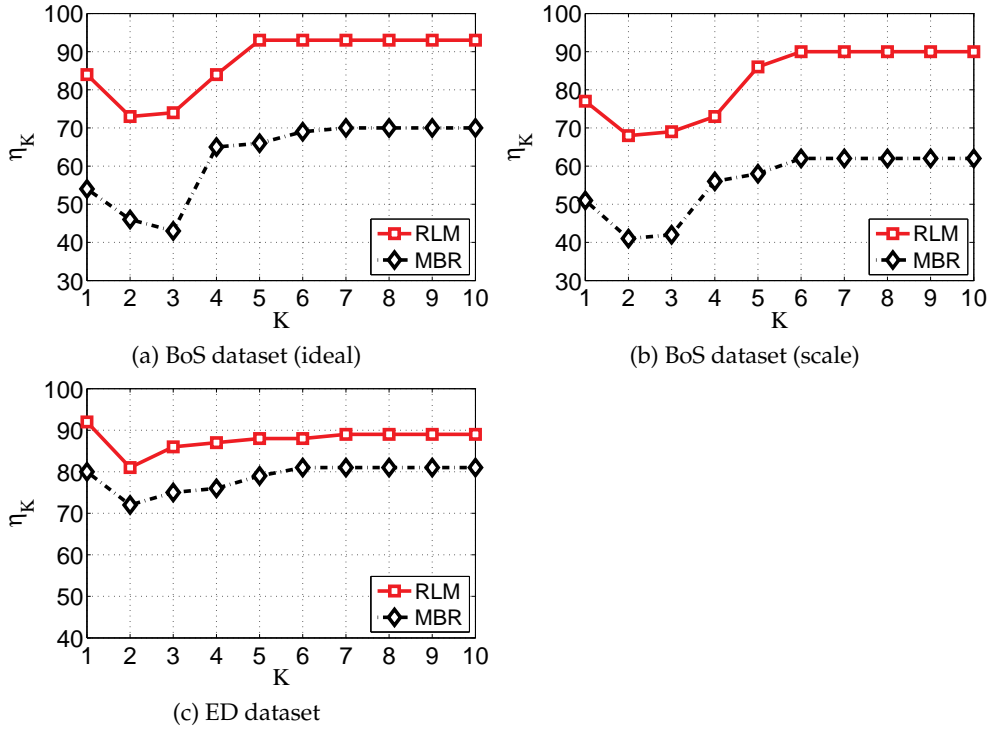 100
90
80
70
60
50
40
30
η_K
1 2 3 4 5 6 7 8 9 10
K
RLM
MBR
(a) BoS dataset (ideal)
100
90
80
70
60
50
40
30
η_K
1 2 3 4 5 6 7 8 9 10
K
RLM
MBR
(b) BoS dataset (scale)
100
90
80
70
60
50
40
η_K
1 2 3 4 5 6 7 8 9 10
K
RLM
MBR
(c) ED dataset